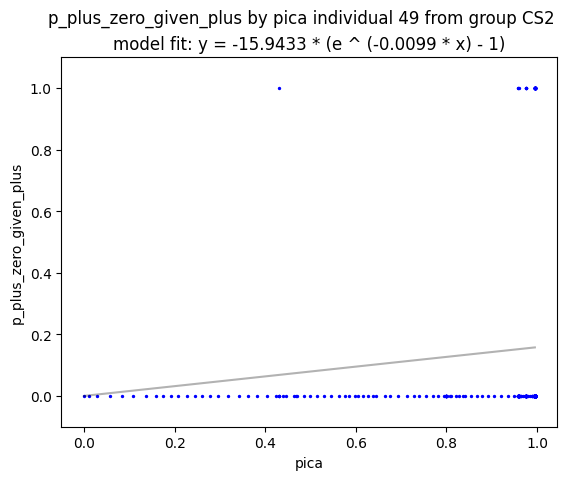 p_plus_zero_given_plus by pica individual 49 from group CS2
model fit: y = -15.9433 * (e ^ (-0.0099 * x) - 1)
p_plus_zero_given_plus
1.0
0.8
0.6
0.4
0.2
0.0
0.0 0.2 0.4 0.6 0.8 1.0
pica